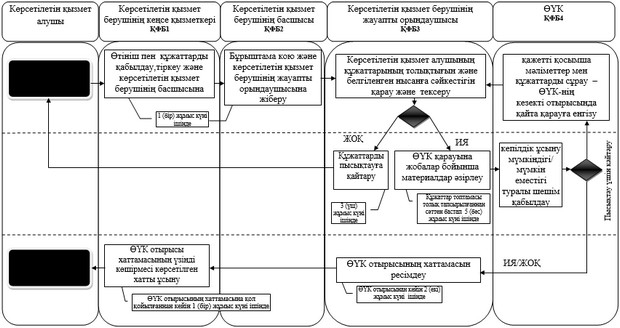 Көрсетілетін қызмет
алушы
Көрсетілетін қызмет
берушінің кеңсе қызметкері
ҚФБ1
Көрсетілетін қызмет
берушінің басшысы
ҚФБ2
Көрсетілетін қызмет берушінің
жауапты орындаушысы
ҚФБ3
ӨҮК
ҚФБ4
Өтініш пен құжаттарды
қабылдау,тіркеу және
көрсетілетін қызмет
берушінің басшысына
1 (бір) жұмыс күні
ішінде
Бұрыштама қою және
көрсетілетін қызмет
берушінің жауапты
орындаушысына
жіберу
Көрсетілетін қызмет алушының
құжаттарының толықтығын және
белгіленген нысанға сәйкестігін
қарау және тексеру
қажетті қосымша
мәліметтер мен
құжаттарды сұрау –
ӨҮК-нің
кезекті отырысында
қайта қарауға енгізу
ЖОҚ
ИЯ
Құжаттарды
пысықтауға
қайтару
3 (үш)
жұмыс күні
ішінде
ӨҮК қарауына
жобалар бойынша
материалдар әзірлеу
Құжаттар топтамасы
толық тапсырылғаннан
сәттен бастап 5 (бес)
жұмыс күні ішінде
кепілдік ұсыну
мүмкіндігі/
мүмкін
еместігі
туралы шешім
қабылдау
Пысықтау үшін қайтару
ИЯ/ЖОҚ
ӨҮК отырысы
хаттамасының үзінді
көшірмесі көрсетілген
хатты ұсыну
ӨҮК отырысының хаттамасына қол
қойылғаннан кейін 1 (бір) жұмыс күні ішінде
ӨҮК отырысының хаттамасын
ресімдеу
ӨҮК отырысынан кейін 2 (екі)
жұмыс күні ішінде